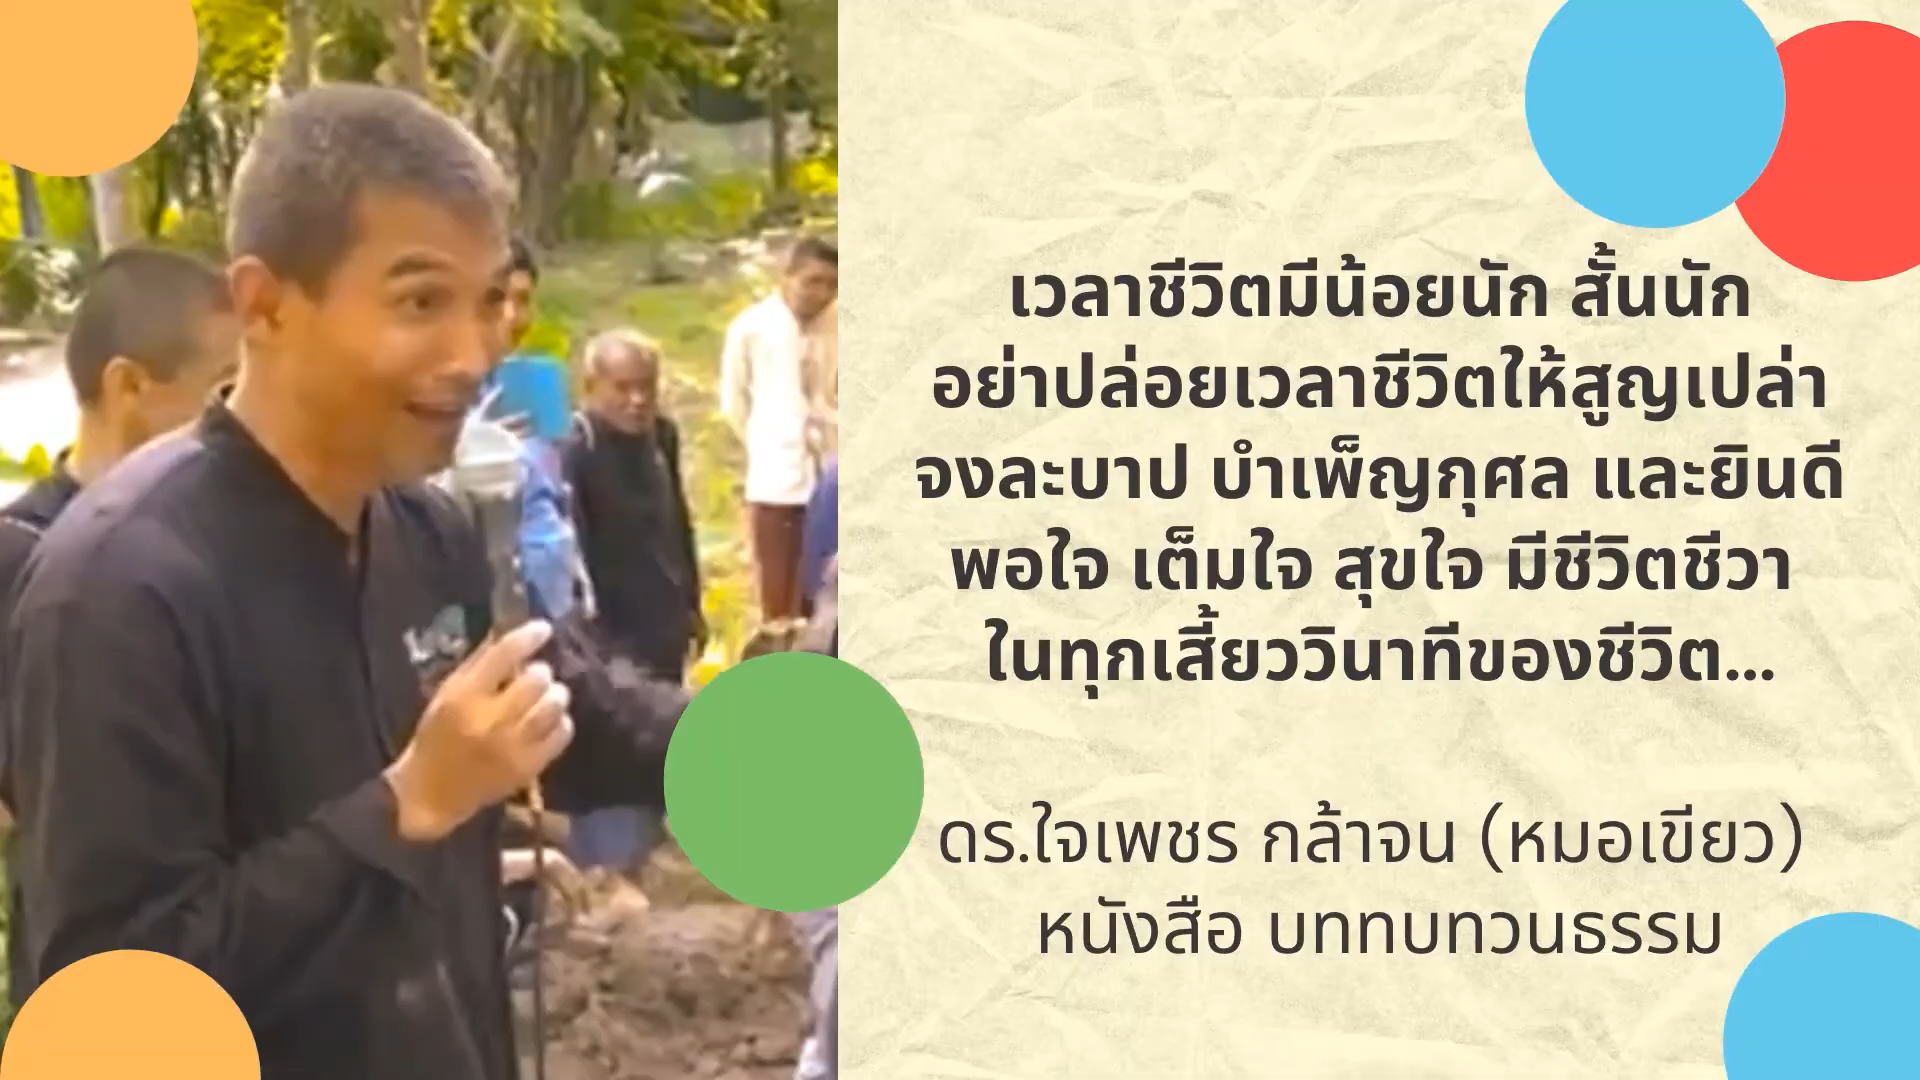 เวลาชีวิตมีน้อยนัก สั้นนัก
อย่าปล่อยเวลาชีวิตให้สูญเปล่า
จงละบาป บำเพ็ญกุศล และยินดี
พอใจ เต็มใจ สุขใจ มีชีวิตชีวา
ในทุกเสี้ยววินาทีของชีวิต...
ดร.ใจเพชร กล้าจน (หมอเขียว)
หนังสือ บททบทวนธรรม